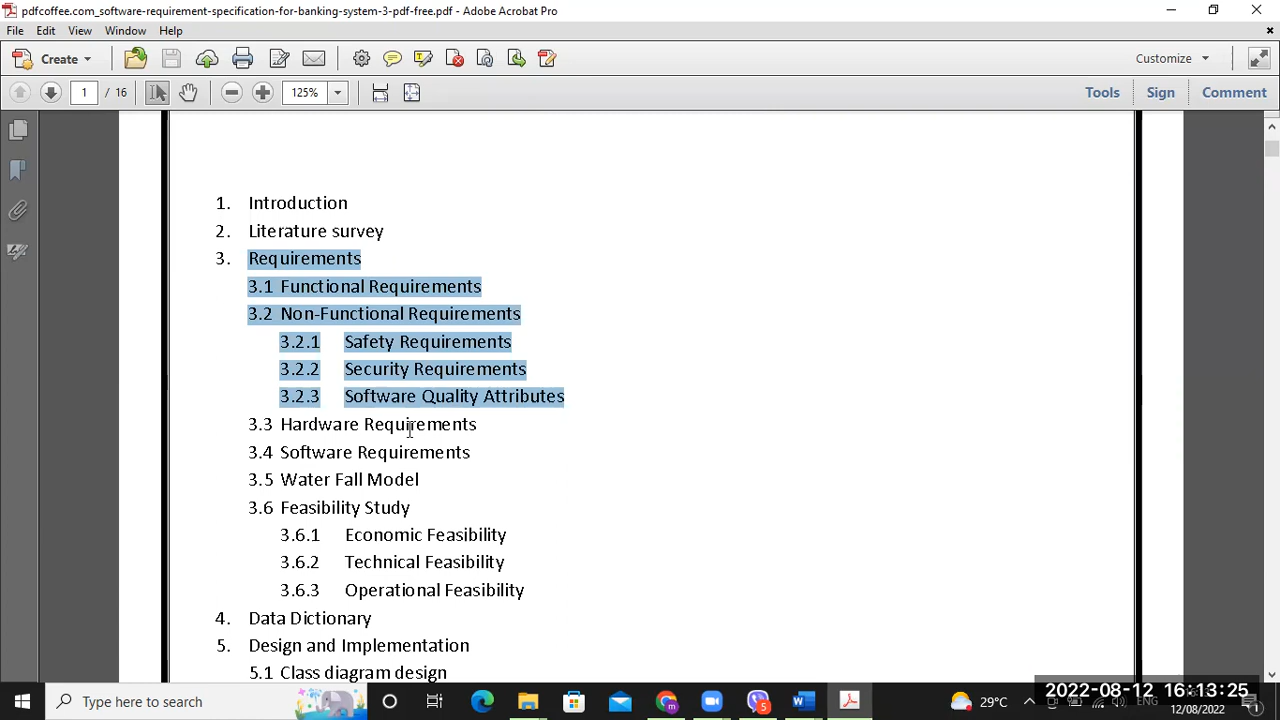 pdfcoffee.com_software-requirement-specification-for-banking-system-3-pdf-free.pdf - Adobe Acrobat Pro
File Edit View Window Help
Create Customize
1 / 16 125% Tools Sign Comment
1. Introduction
2. Literature survey
3. Requirements
3.1 Functional Requirements
3.2 Non-Functional Requirements
3.2.1 Safety Requirements
3.2.2 Security Requirements
3.2.3 Software Quality Attributes
3.3 Hardware Requirements
3.4 Software Requirements
3.5 Water Fall Model
3.6 Feasibility Study
3.6.1 Economic Feasibility
3.6.2 Technical Feasibility
3.6.3 Operational Feasibility
4. Data Dictionary
5. Design and Implementation
5.1 Class diagram design
Type here to search
5
29°C
ENG
2022-08-12 16:13:25
12/08/2022
1